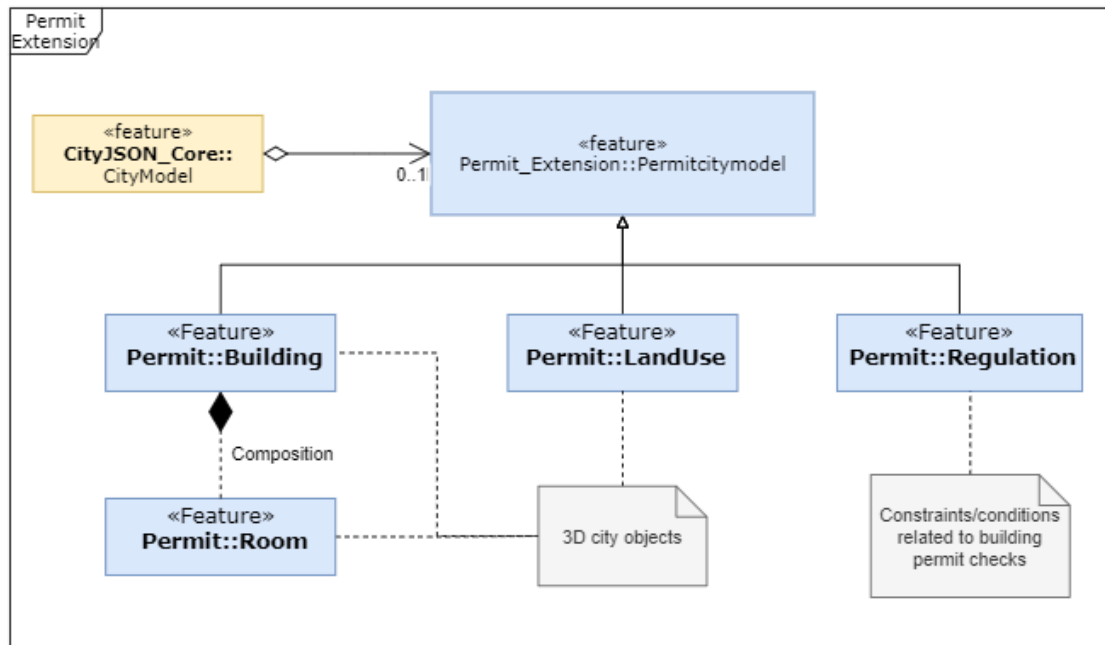 Permit
Extension
«feature»
CityJSON_Core::
CityModel
0..1
«feature»
Permit_Extension::Permitcitymodel
«Feature»
Permit::Building
«Feature»
Permit::LandUse
«Feature»
Permit::Regulation
Composition
«Feature»
Permit::Room
3D city objects
Constraints/conditions
related to building
permit checks